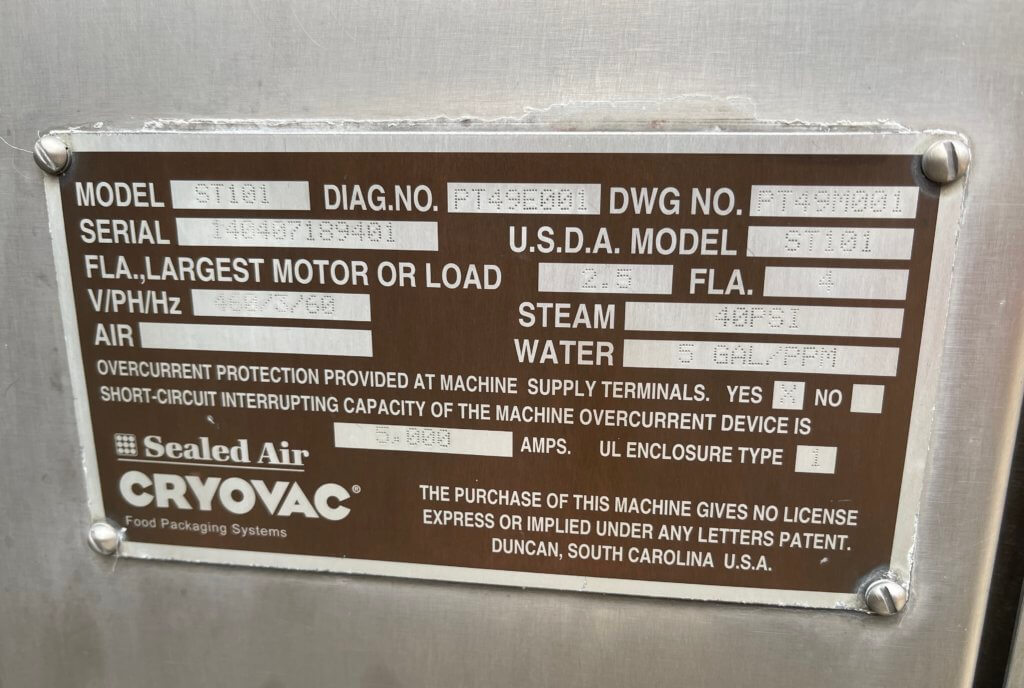 MODEL ST101 DIAG.NO. PT49E001 DWG NO. PT49M001
SERIAL 140407189401 U.S.D.A. MODEL ST101
FLA.,LARGEST MOTOR OR LOAD 2.5 FLA. 4
V/PH/Hz 460/3/60 STEAM 40PSI
AIR WATER 5 GAL/PPM
OVERCURRENT PROTECTION PROVIDED AT MACHINE SUPPLY TERMINALS. YES X NO
SHORT-CIRCUIT INTERRUPTING CAPACITY OF THE MACHINE OVERCURRENT DEVICE IS
5.000 AMPS. UL ENCLOSURE TYPE 1
Sealed Air
CRYOVAC®
Food Packaging Systems
THE PURCHASE OF THIS MACHINE GIVES NO LICENSE
EXPRESS OR IMPLIED UNDER ANY LETTERS PATENT.
DUNCAN, SOUTH CAROLINA U.S.A.